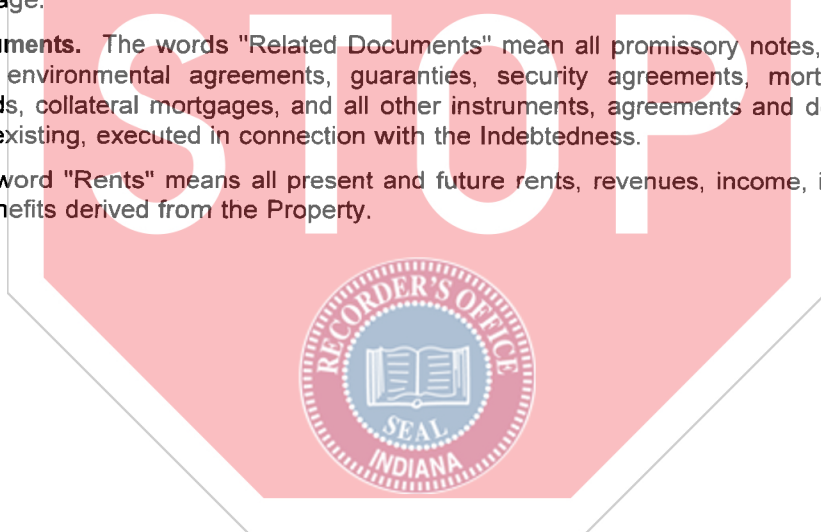 age.
uments. The words "Related Documents" mean all promissory notes,
environmental agreements, guaranties, security agreements, mort
ds, collateral mortgages, and all other instruments, agreements and d
existing, executed in connection with the Indebtedness.
word "Rents" means all present and future rents, revenues, income, i
nefits derived from the Property.
STOP
RECORDER'S OFFICE
SEAL
INDIANA